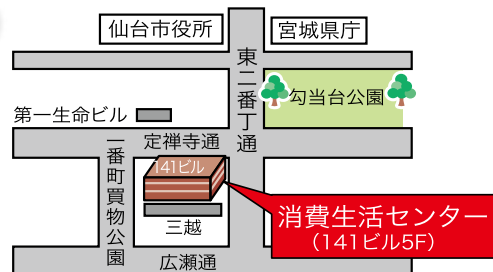 仙台市役所
宮城県庁
東二番丁通
勾当台公園
第一生命ビル
定禅寺通
141ビル
一番町買物公園
三越
消費生活センター
（141ビル5F）
広瀬通